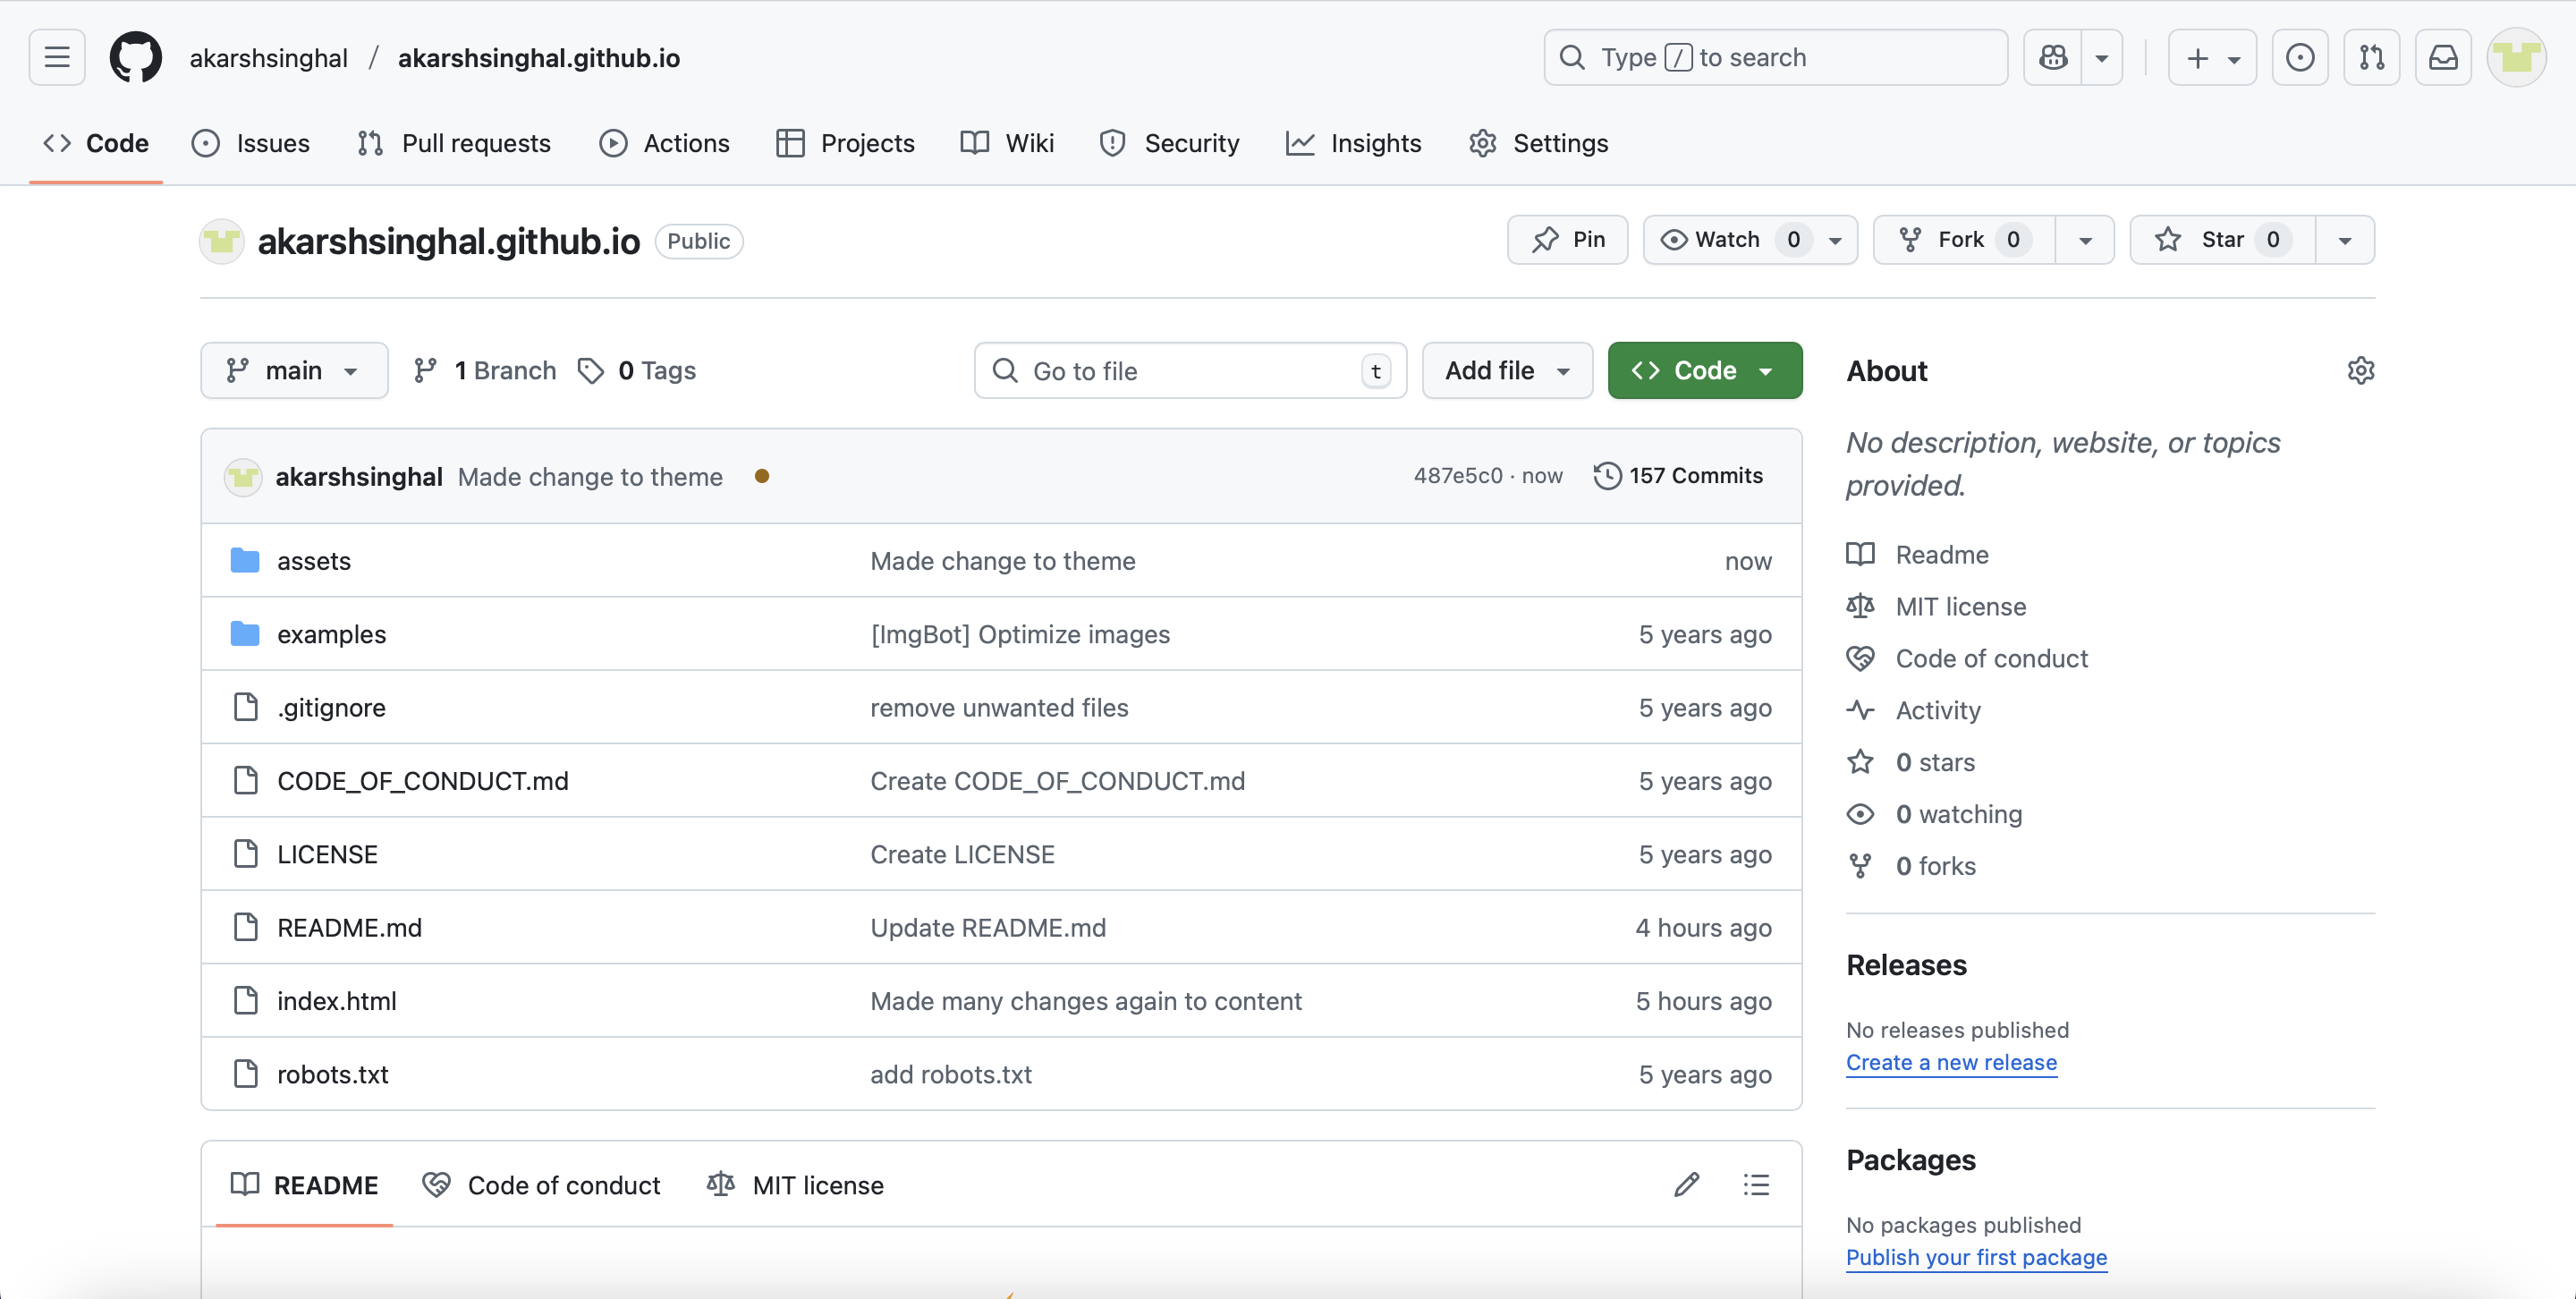 akarshsinghal / akarshsinghal.github.io
Type / to search
Code Issues Pull requests Actions Projects Wiki Security Insights Settings
akarshsinghal.github.io Public
Pin Watch 0 Fork 0 Star 0
main 1 Branch 0 Tags
Go to file t Add file Code
akarshsinghal Made change to theme 487e5c0 · now 157 Commits
assets Made change to theme now
examples [ImgBot] Optimize images 5 years ago
.gitignore remove unwanted files 5 years ago
CODE_OF_CONDUCT.md Create CODE_OF_CONDUCT.md 5 years ago
LICENSE Create LICENSE 5 years ago
README.md Update README.md 4 hours ago
index.html Made many changes again to content 5 hours ago
robots.txt add robots.txt 5 years ago
README Code of conduct MIT license
About
No description, website, or topics
provided.
Readme
MIT license
Code of conduct
Activity
0 stars
0 watching
0 forks
Releases
No releases published
Create a new release
Packages
No packages published
Publish your first package